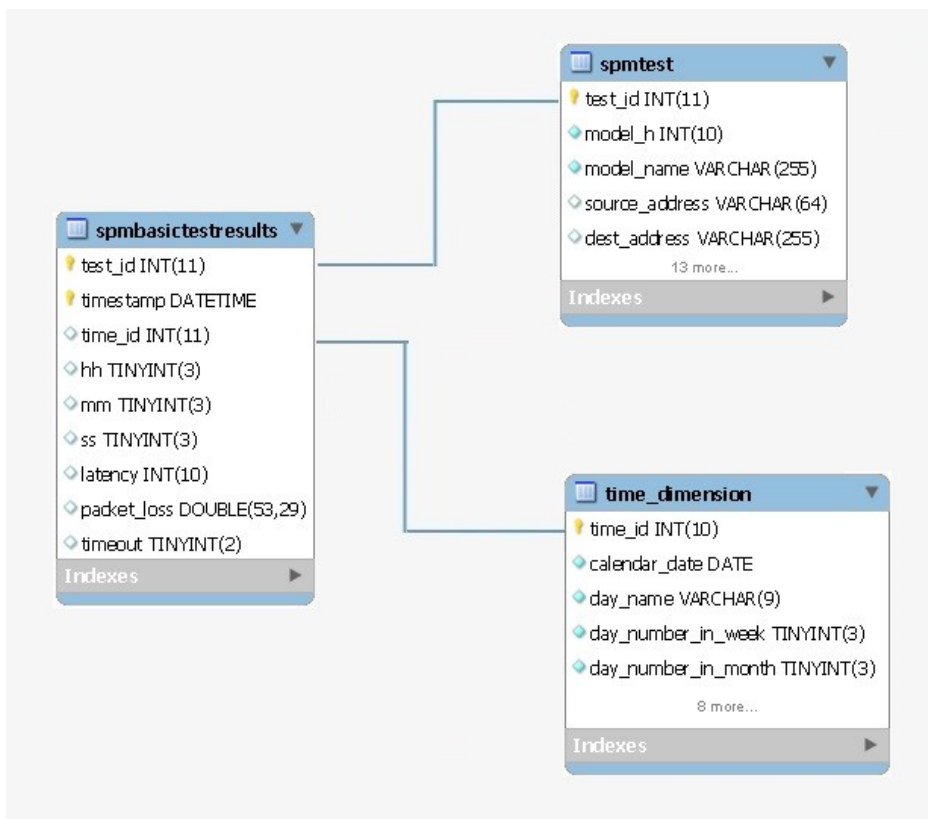 spmtest
test_id INT(11)
model_h INT(10)
model_name VARCHAR(255)
source_address VARCHAR(64)
dest_address VARCHAR(255)
13 more...
Indexes
spmbasictestresults
test_id INT(11)
timestamp DATETIME
time_id INT(11)
hh TINYINT(3)
mm TINYINT(3)
ss TINYINT(3)
latency INT(10)
packet_loss DOUBLE(53,29)
timeout TINYINT(2)
Indexes
time_dimension
time_id INT(10)
calendar_date DATE
day_name VARCHAR(9)
day_number_in_week TINYINT(3)
day_number_in_month TINYINT(3)
8 more...
Indexes